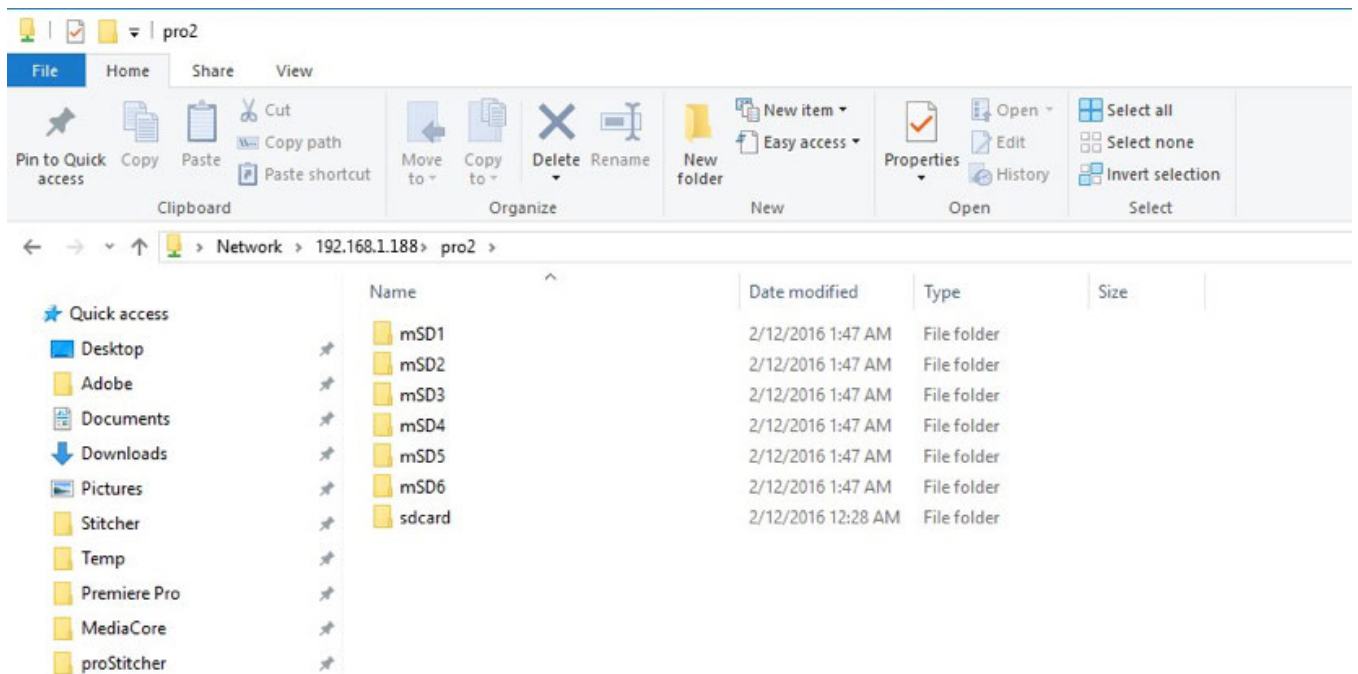 pro2
File Home Share View
Pin to Quick access
Copy
Paste
Cut
Copy path
Paste shortcut
Clipboard
Move to
Copy to
Delete
Rename
Organize
New folder
New item
Easy access
New
Properties
Open
Edit
History
Open
Select all
Select none
Invert selection
Select
> Network > 192.168.1.188> pro2 >
Name Date modified Type Size
Quick access
Desktop
Adobe
Documents
Downloads
Pictures
Stitcher
Temp
Premiere Pro
MediaCore
proStitcher
mSD1 2/12/2016 1:47 AM File folder
mSD2 2/12/2016 1:47 AM File folder
mSD3 2/12/2016 1:47 AM File folder
mSD4 2/12/2016 1:47 AM File folder
mSD5 2/12/2016 1:47 AM File folder
mSD6 2/12/2016 1:47 AM File folder
sdcard 2/12/2016 12:28 AM File folder